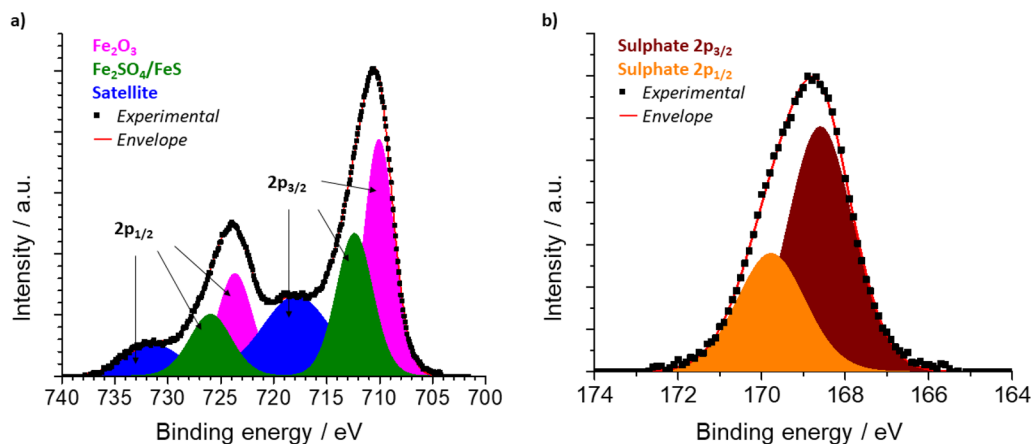 a)
Fe₂O₃
Fe₂SO₄/FeS
Satellite
Experimental
Envelope
2p₃/₂
2p₁/₂
Intensity / a.u.
740 735 730 725 720 715 710 705 700
Binding energy / eV
b)
Sulphate 2p₃/₂
Sulphate 2p₁/₂
Experimental
Envelope
Intensity / a.u.
174 172 170 168 166 164
Binding energy / eV